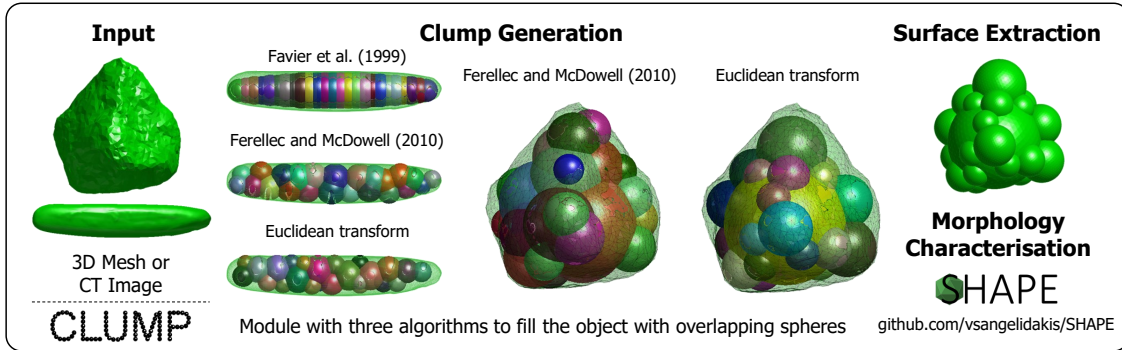 Input
3D Mesh or
CT Image
CLUMP
Clump Generation
Favier et al. (1999)
Ferellec and McDowell (2010)
Euclidean transform
Ferellec and McDowell (2010)
Euclidean transform
Module with three algorithms to fill the object with overlapping spheres
Surface Extraction
Morphology
Characterisation
SHAPE
github.com/vsangelidakis/SHAPE